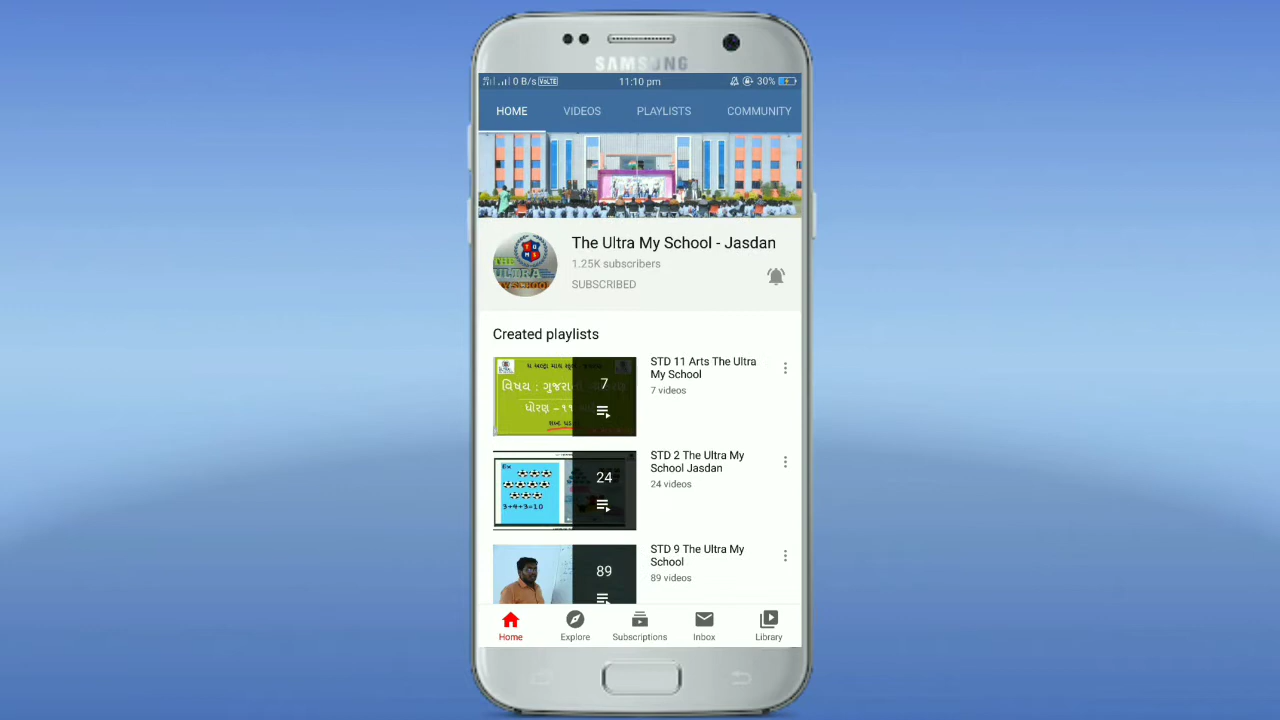 SAMSUNG
0 B/s VoLTE 11:10 pm 30%
HOME VIDEOS PLAYLISTS COMMUNITY
The Ultra My School - Jasdan
1.25K subscribers
SUBSCRIBED
TUMS
ULTRA
Created playlists
STD 11 Arts The Ultra
My School
7 videos
વિષય : ગુજરાતી
ધોરણ - ૧૧
7
STD 2 The Ultra My
School Jasdan
24 videos
3+4+3=10
24
STD 9 The Ultra My
School
89 videos
89
Home Explore Subscriptions Inbox Library